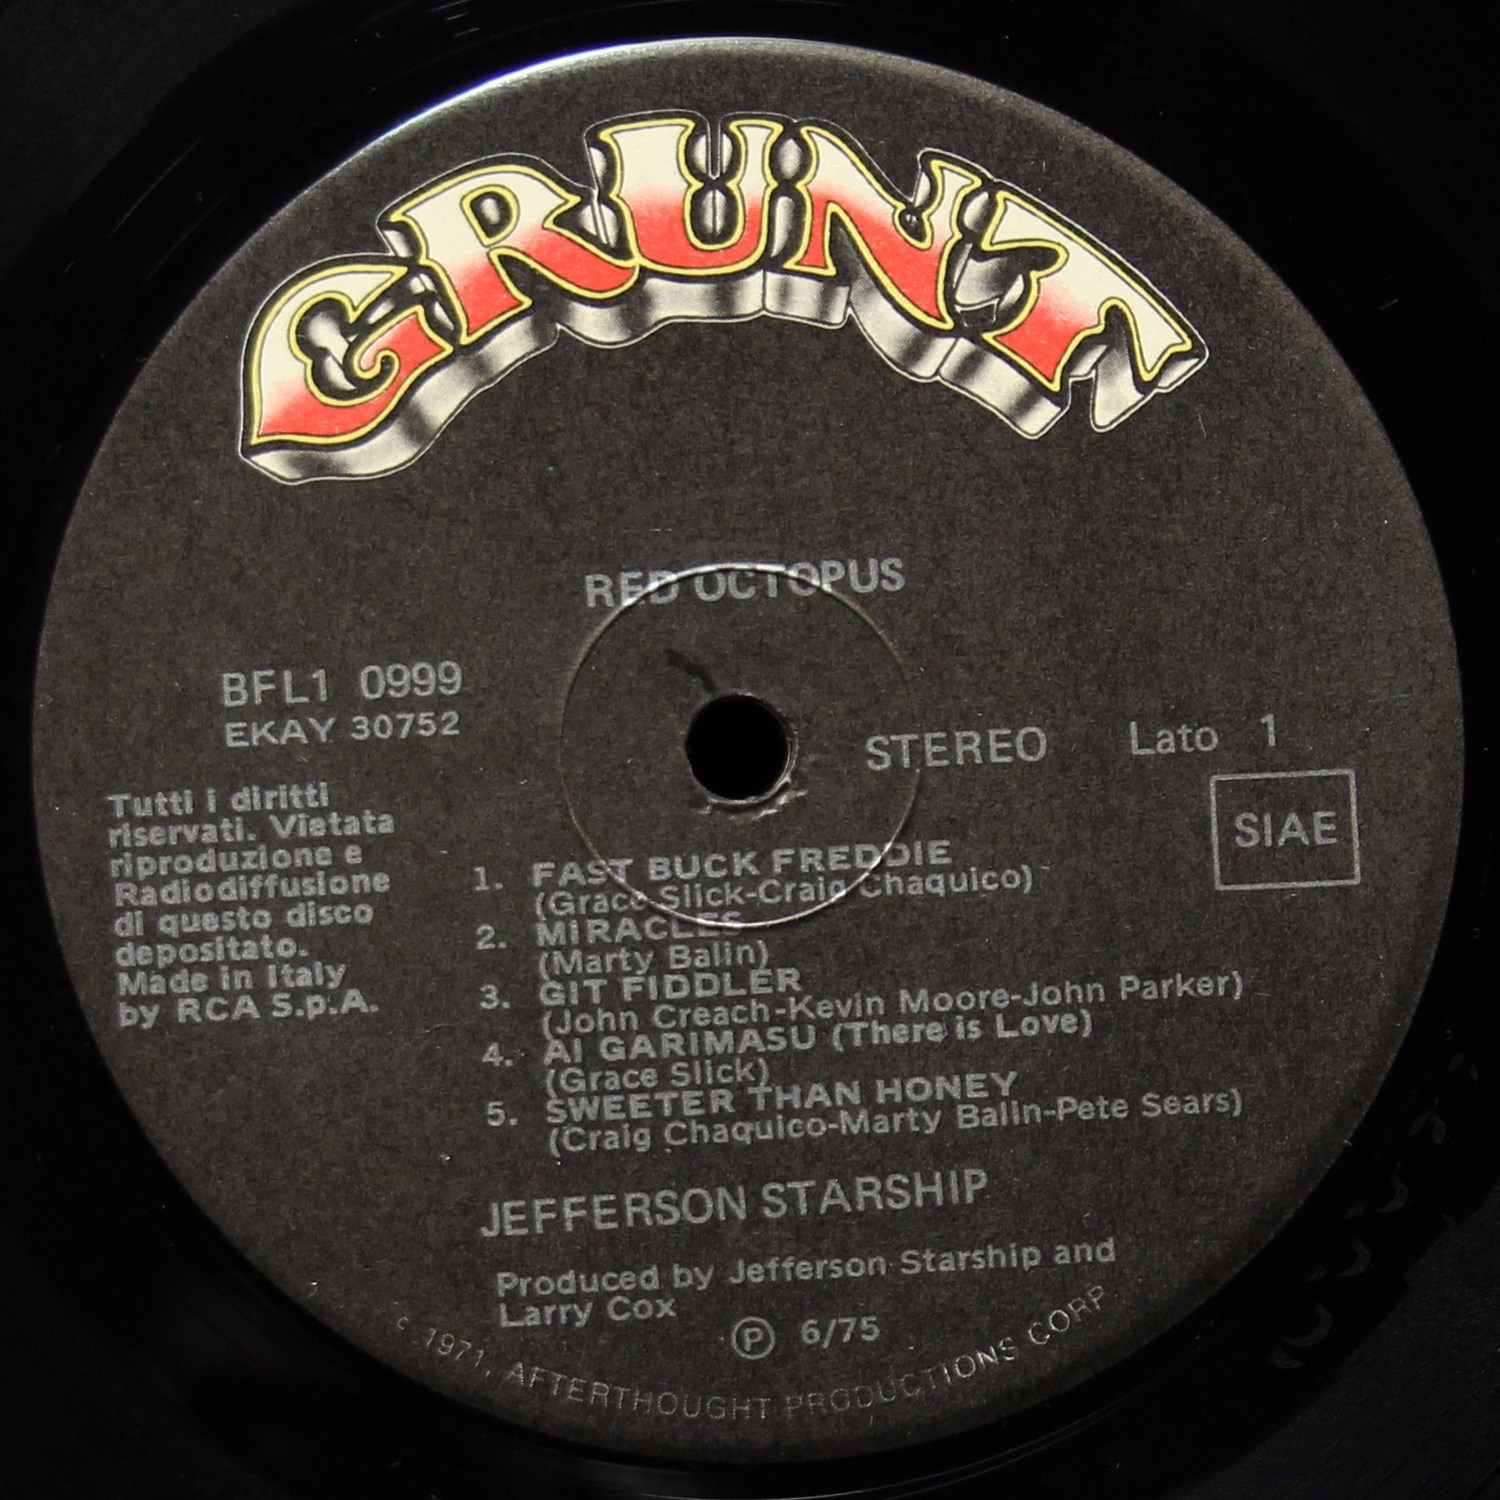 GRUNT
RED OCTOPUS
BFL1 0999
EKAY 30752
STEREO
Lato 1
SIAE
Tutti i diritti
riservati. Vietata
riproduzione e
Radiodiffusione
di questo disco
depositato.
Made in Italy
by RCA S.p.A.
1. FAST BUCK FREDDIE
(Grace Slick-Craig Chaquico)
2. MIRACLES
(Marty Balin)
3. GIT FIDDLER
(John Creach-Kevin Moore-John Parker)
4. AI GARIMASU (There is Love)
(Grace Slick)
5. SWEETER THAN HONEY
(Craig Chaquico-Marty Balin-Pete Sears)
JEFFERSON STARSHIP
Produced by Jefferson Starship and
Larry Cox
Ⓟ 6/75
c 1971, AFTERTHOUGHT PRODUCTIONS CORP.